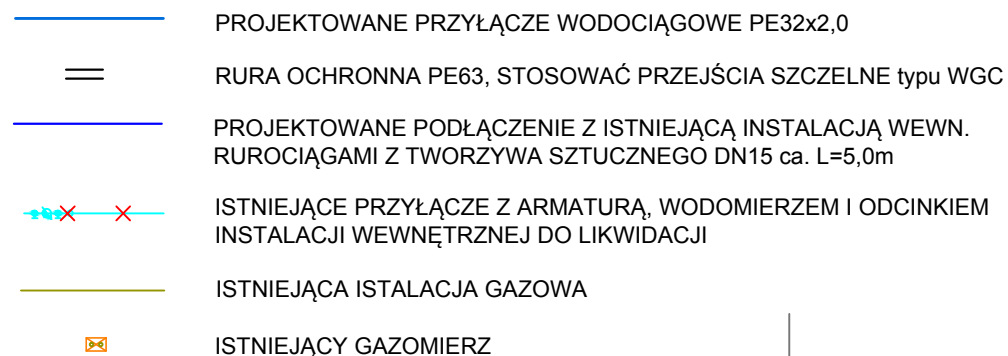 PROJEKTOWANE PRZYŁĄCZE WODOCIĄGOWE PE32x2,0
RURA OCHRONNA PE63, STOSOWAĆ PRZEJŚCIA SZCZELNE typu WGC
PROJEKTOWANE PODŁĄCZENIE Z ISTNIEJĄCĄ INSTALACJĄ WEWN.
RUROCIĄGAMI Z TWORZYWA SZTUCZNEGO DN15 ca. L=5,0m
ISTNIEJĄCE PRZYŁĄCZE Z ARMATURĄ, WODOMIERZEM I ODCINKIEM
INSTALACJI WEWNĘTRZNEJ DO LIKWIDACJI
ISTNIEJĄCA ISTALACJA GAZOWA
ISTNIEJĄCY GAZOMIERZ